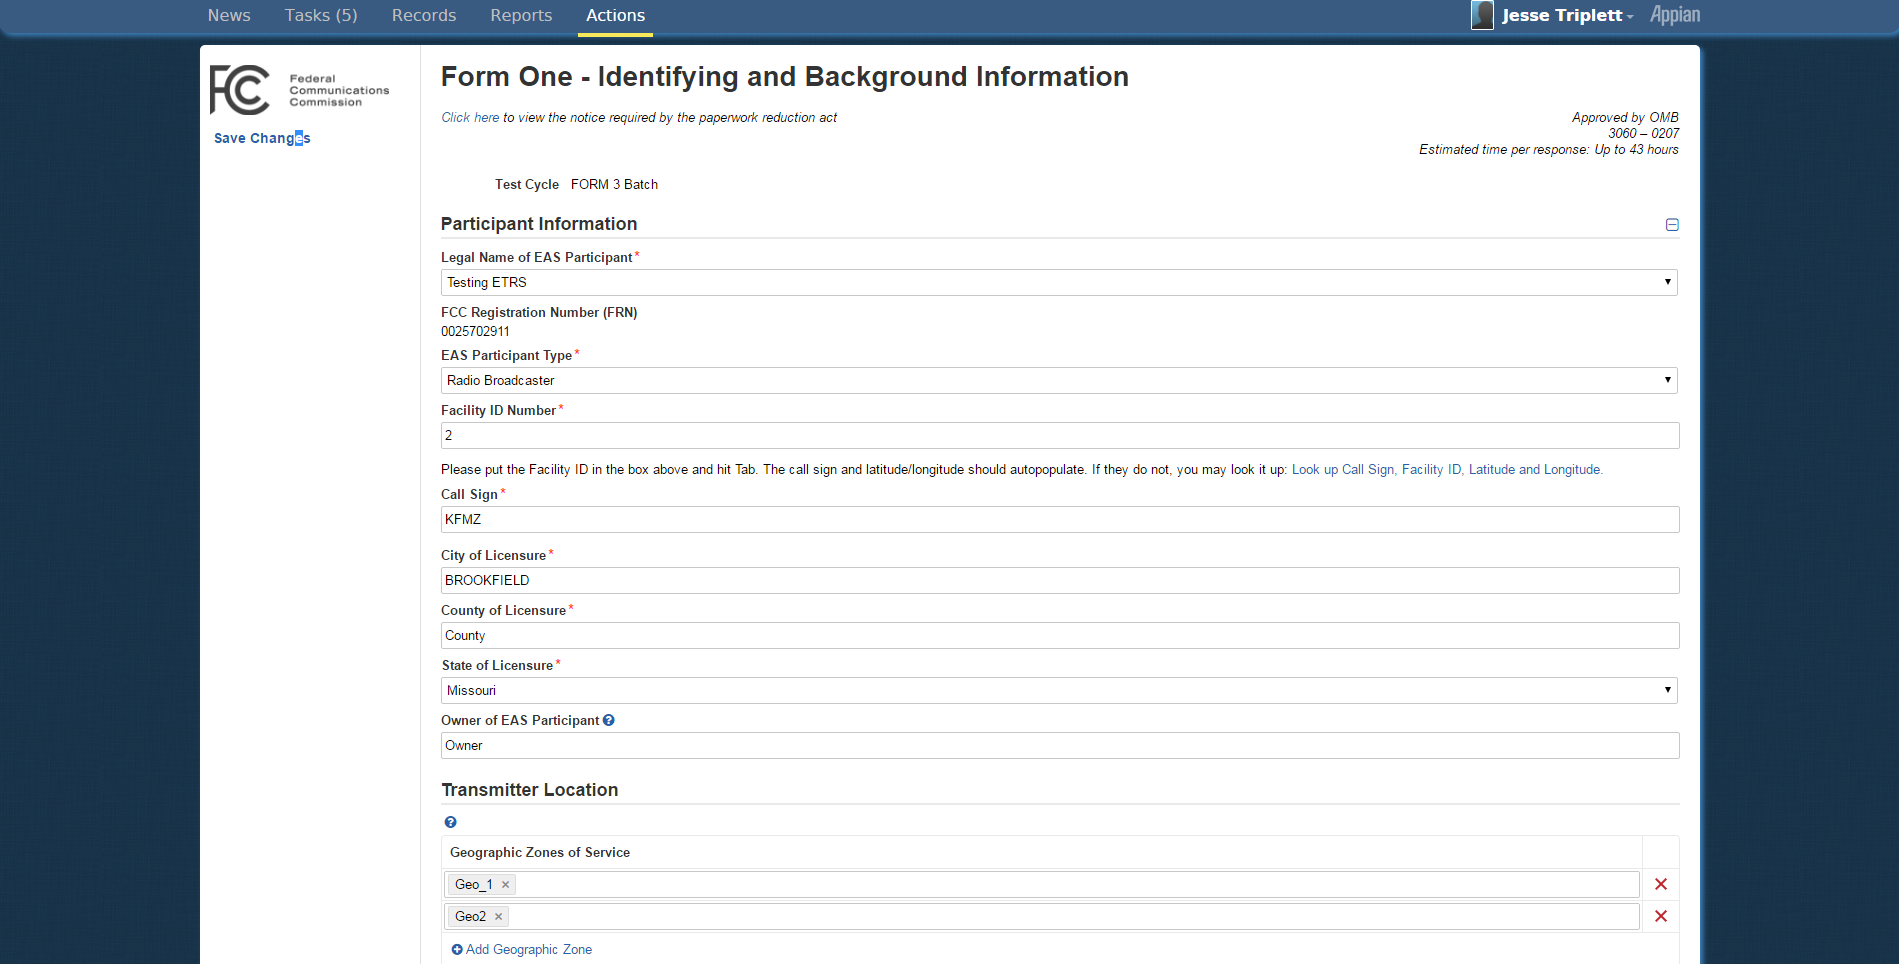 News Tasks (5) Records Reports Actions Jesse Triplett Appian
FCC Federal Communications Commission
Save Changes
Form One - Identifying and Background Information
Click here to view the notice required by the paperwork reduction act
Approved by OMB
3060 – 0207
Estimated time per response: Up to 43 hours
Test Cycle FORM 3 Batch
Participant Information
Legal Name of EAS Participant*
Testing ETRS
FCC Registration Number (FRN)
0025702911
EAS Participant Type*
Radio Broadcaster
Facility ID Number*
2
Please put the Facility ID in the box above and hit Tab. The call sign and latitude/longitude should autopopulate. If they do not, you may look it up: Look up Call Sign, Facility ID, Latitude and Longitude.
Call Sign*
KFMZ
City of Licensure*
BROOKFIELD
County of Licensure*
County
State of Licensure*
Missouri
Owner of EAS Participant
Owner
Transmitter Location
Geographic Zones of Service
Geo_1 ×
Geo2 ×
Add Geographic Zone